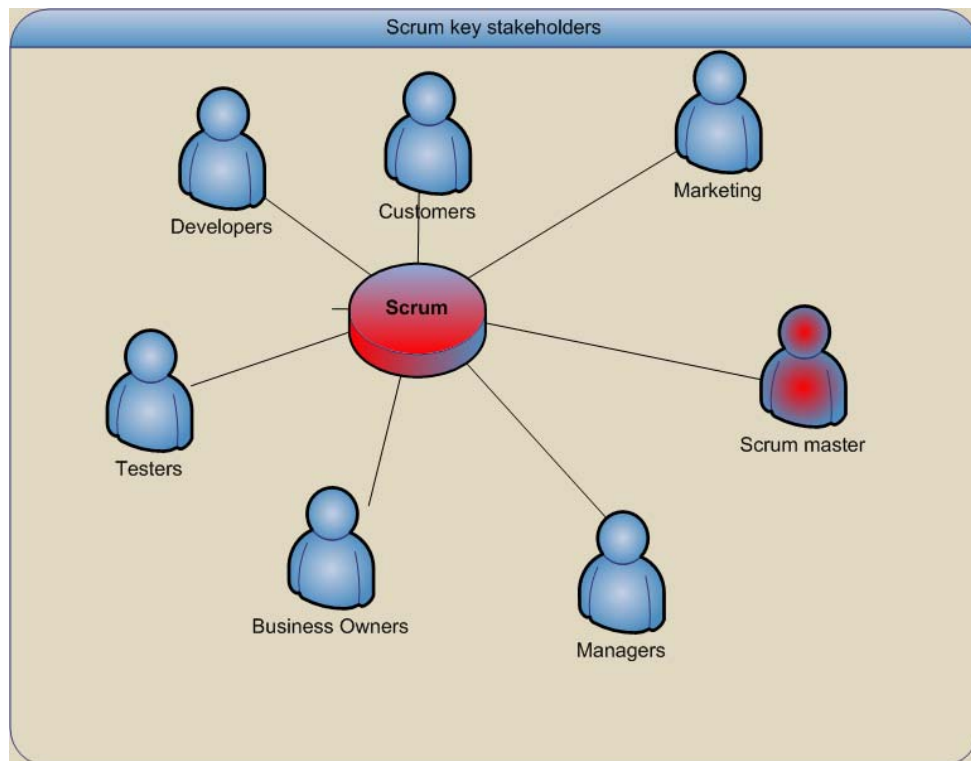 Scrum key stakeholders
Developers
Customers
Marketing
Scrum
Scrum master
Testers
Business Owners
Managers